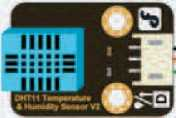 DHT11 Temperature
& Humidity Sensor V2
D